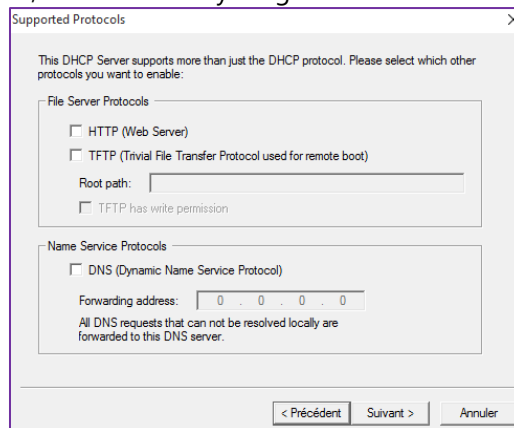 Supported Protocols
This DHCP Server supports more than just the DHCP protocol. Please select which other
protocols you want to enable:
File Server Protocols
HTTP (Web Server)
TFTP (Trivial File Transfer Protocol used for remote boot)
Root path:
TFTP has write permission
Name Service Protocols
DNS (Dynamic Name Service Protocol)
Forwarding address: 0 . 0 . 0 . 0
All DNS requests that can not be resolved locally are
forwarded to this DNS server.
< Précédent Suivant > Annuler